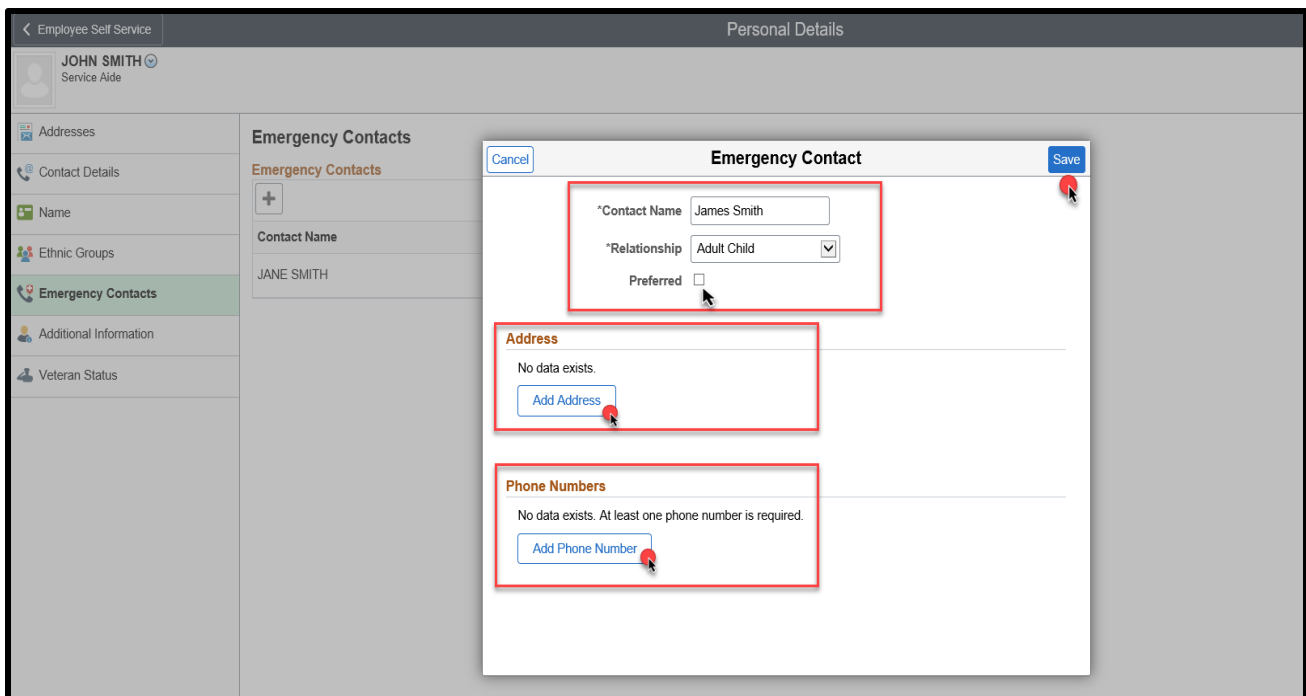 Employee Self Service
Personal Details
JOHN SMITH
Service Aide
Addresses
Contact Details
Name
Ethnic Groups
Emergency Contacts
Additional Information
Veteran Status
Emergency Contacts
Emergency Contacts
+
Contact Name
JANE SMITH
Cancel
Emergency Contact
Save
*Contact Name James Smith
*Relationship Adult Child
Preferred
Address
No data exists.
Add Address
Phone Numbers
No data exists. At least one phone number is required.
Add Phone Number